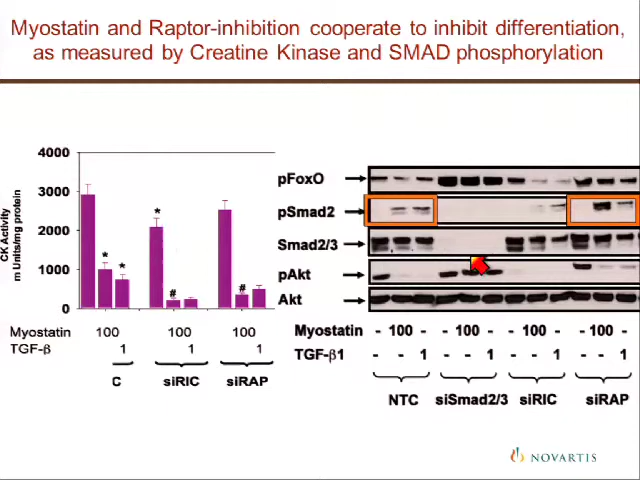 Myostatin and Raptor-inhibition cooperate to inhibit differentiation,
as measured by Creatine Kinase and SMAD phosphorylation
CK Activity
m Units/mg protein
4000
3000
2000
1000
0
* * * # #
Myostatin 100 100 100
TGF-β 1 1 1
C siRIC siRAP
pFoxO
pSmad2
Smad2/3
pAkt
Akt
Myostatin - 100 - - 100 - - 100 - - 100 -
TGF-β1 - - 1 - - 1 - - 1 - - 1
NTC siSmad2/3 siRIC siRAP
NOVARTIS